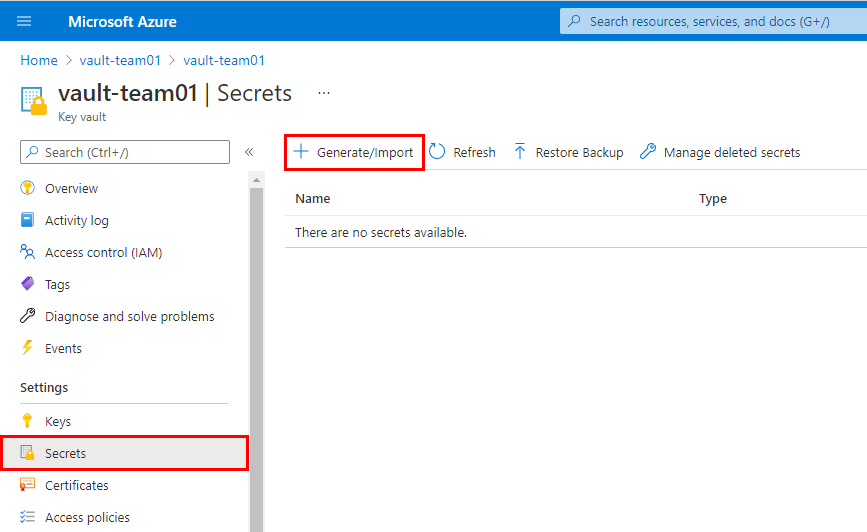 Microsoft Azure
Search resources, services, and docs (G+/)
Home > vault-team01 > vault-team01
vault-team01 | Secrets ...
Key vault
Search (Ctrl+/)
«
Generate/Import
Refresh
Restore Backup
Manage deleted secrets
Overview
Activity log
Access control (IAM)
Tags
Diagnose and solve problems
Events
Settings
Keys
Secrets
Certificates
Access policies
Name
Type
There are no secrets available.